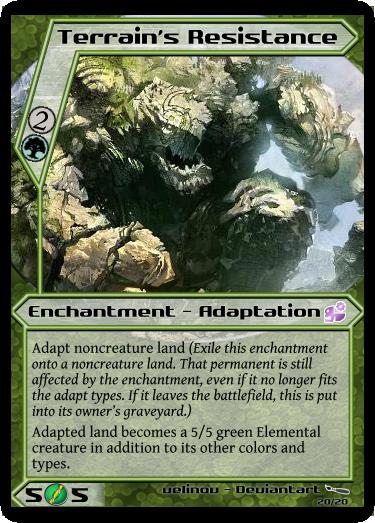 Terrain's Resistance
2
Enchantment - Adaptation
Adapt noncreature land (Exile this enchantment
onto a noncreature land. That permanent is still
affected by the enchantment, even if it no longer fits
the adapt types. If it leaves the battlefield, this is put
into its owner's graveyard.)
Adapted land becomes a 5/5 green Elemental
creature in addition to its other colors and
types.
S S
velinov - Deviantart
20/20